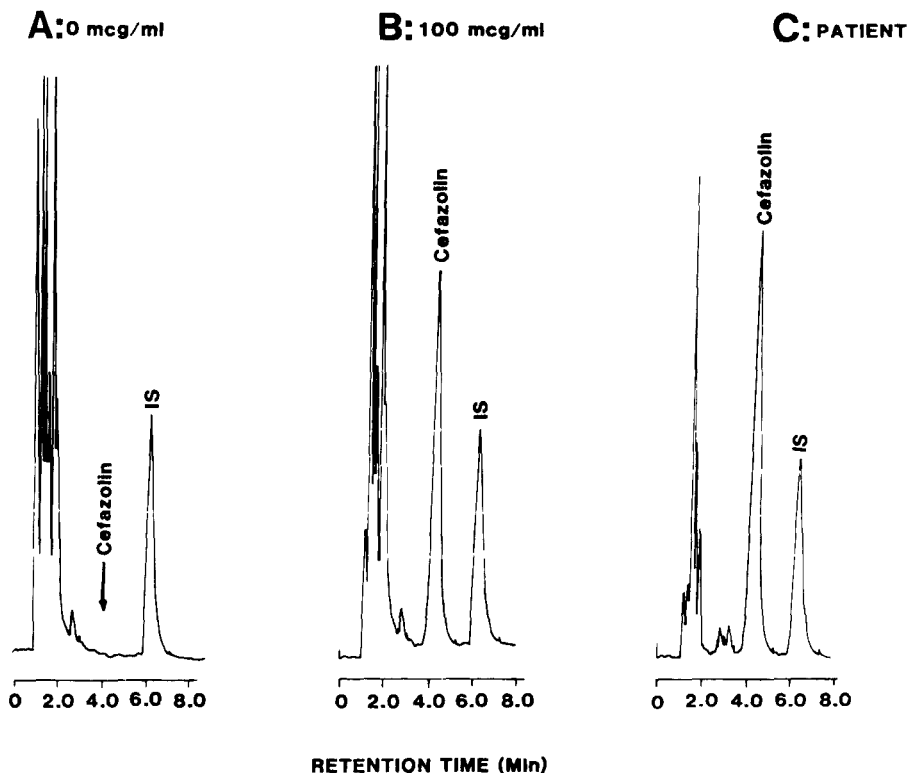 A: 0 mcg/ml
B: 100 mcg/ml
C: PATIENT
Cefazolin
IS
Cefazolin
IS
Cefazolin
IS
0 2.0 4.0 6.0 8.0
0 2.0 4.0 6.0 8.0
0 2.0 4.0 6.0 8.0
RETENTION TIME (Min)